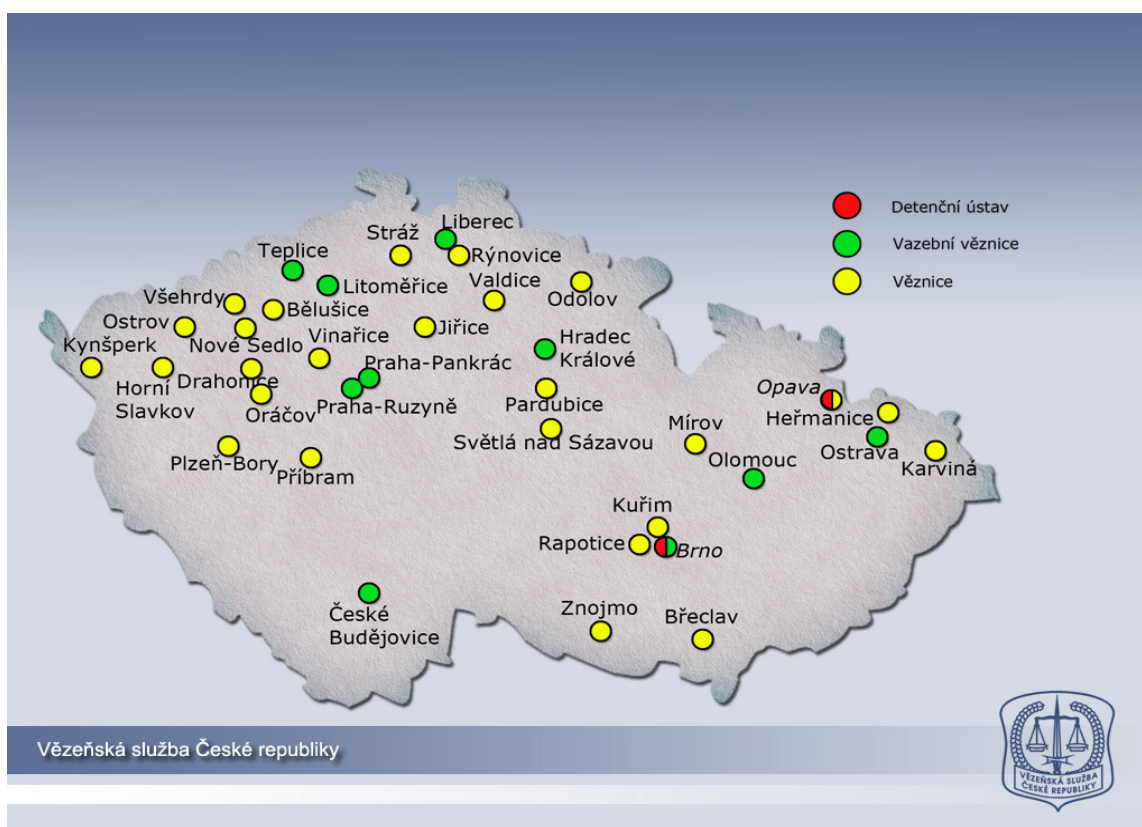 Liberec
Stráž
Rýnovice
Teplice
Valdice
Litoměřice
Odolov
Všehrdy
Bělušice
Ostrov
Vinařice
Jiřice
Kynšperk
Nové Sedlo
Hradec
Králové
Praha-Pankrác
Horní
Slavkov
Drahonice
Oráčov
Praha-Ruzyně
Pardubice
Opava
Heřmanice
Mírov
Světlá nad Sázavou
Ostrava
Karviná
Plzeň-Bory
Příbram
Olomouc
Kuřim
Rapotice
Brno
České
Budějovice
Znojmo
Břeclav
Detenční ústav
Vazební věznice
Věznice
Vězeňská služba České republiky
VĚZEŇSKÁ SLUŽBA
ČESKÉ REPUBLIKY